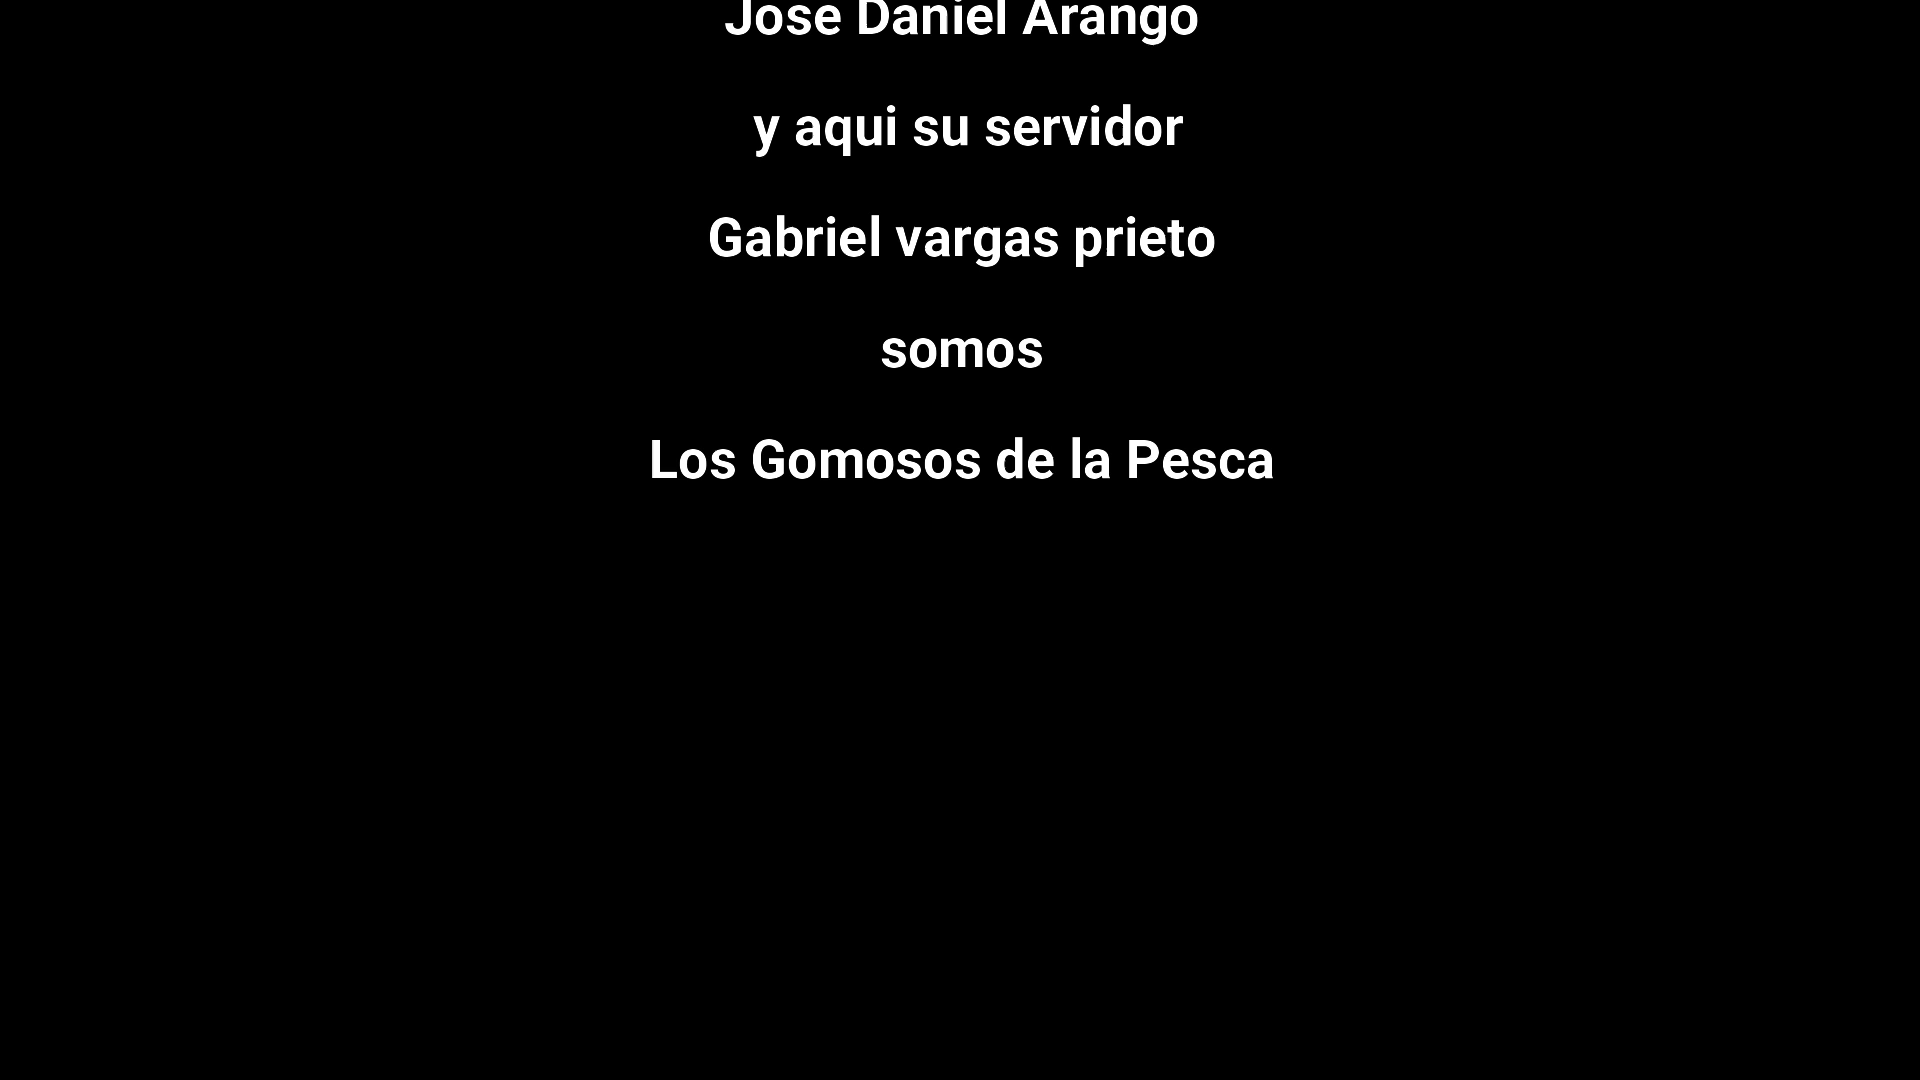 Jose Daniel Arango
y aqui su servidor
Gabriel vargas prieto
somos
Los Gomosos de la Pesca